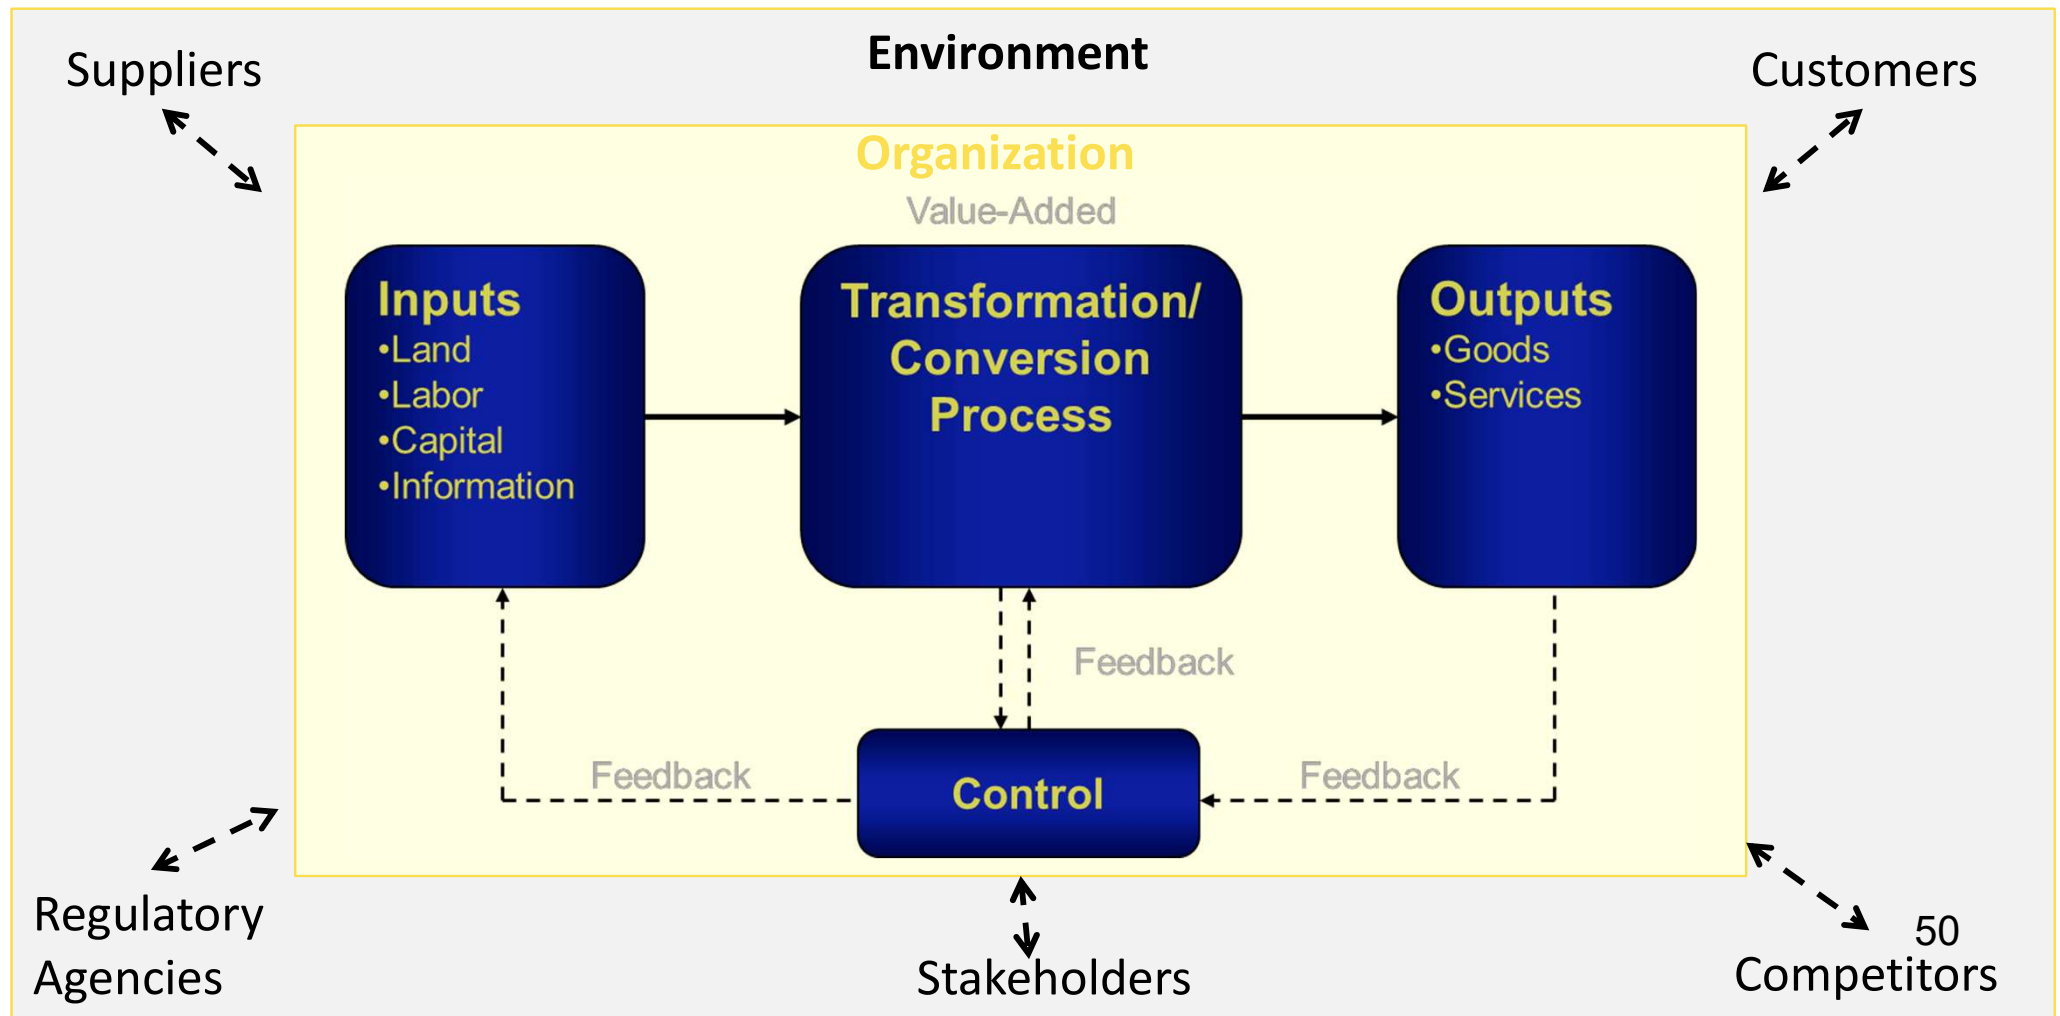 Environment
Suppliers
Customers
Organization
Value-Added
Inputs
•Land
•Labor
•Capital
•Information
Transformation/
Conversion
Process
Outputs
•Goods
•Services
Feedback
Feedback
Control
Feedback
Regulatory
Agencies
Stakeholders
50
Competitors